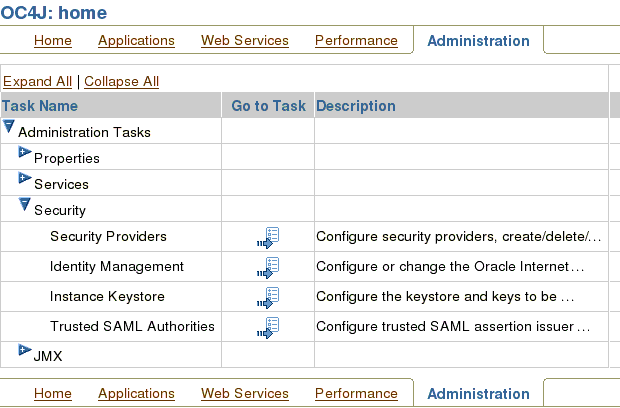 OC4J: home
Home Applications Web Services Performance Administration
Expand All | Collapse All
Task Name Go to Task Description
Administration Tasks
Properties
Services
Security
Security Providers Configure security providers, create/delete/...
Identity Management Configure or change the Oracle Internet...
Instance Keystore Configure the keystore and keys to be ...
Trusted SAML Authorities Configure trusted SAML assertion issuer...
JMX
Home Applications Web Services Performance Administration